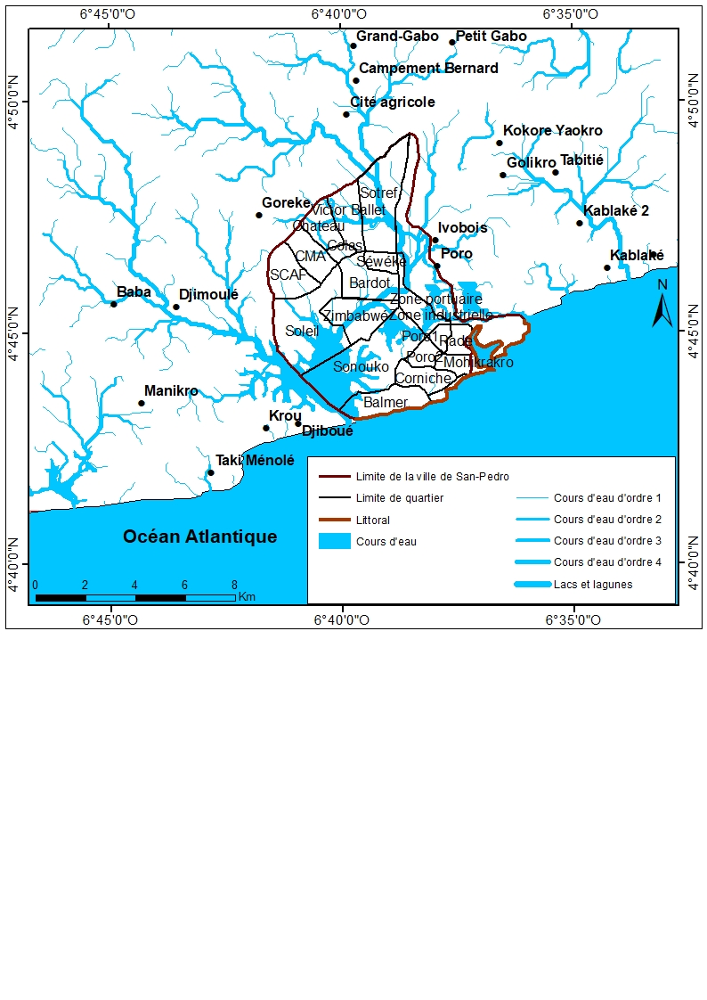 6°45'0"O
6°40'0"O
6°35'0"O
4°50'0"N
4°50'0"N
Grand-Gabo
Petit Gabo
Campement Bernard
Cité agricole
Kokore Yaokro
Golikro
Tabitié
Goreke
Sotref
Victor Ballet
Chateau
Kablaké 2
Ivobois
Colas
CMA
Séwéké
Poro
Kablaké
SCAF
Bardot
N
Baba
Djimoulé
Zone portuaire
Zimbabwe
Zone industrielle
4°45'0"N
4°45'0"N
Soleil
Poro1
Rade
Sonouko
Poro2
Mohikrakro
Corniche
Manikro
Balmer
Krou
Djiboué
Taki Ménolé
Limite de la ville de San-Pedro
Limite de quartier
Littoral
Cours d'eau
Cours d'eau d'ordre 1
Cours d'eau d'ordre 2
Cours d'eau d'ordre 3
Cours d'eau d'ordre 4
Lacs et lagunes
Océan Atlantique
4°40'0"N
4°40'0"N
0 2 4 6 8
Km
6°45'0"O
6°40'0"O
6°35'0"O